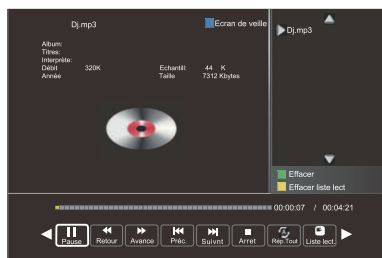 Dj.mp3
Ecran de veille
Dj.mp3
Album:
Titres:
Interprète:
Débit 320K Echantill: 44 K
Année Taille 7312 Kbytes
Effacer
Effacer liste lect
00:00:07 / 00:04:21
Pause Retour Avance Préc. Suivnt Arret Rép.Tout Liste lect.